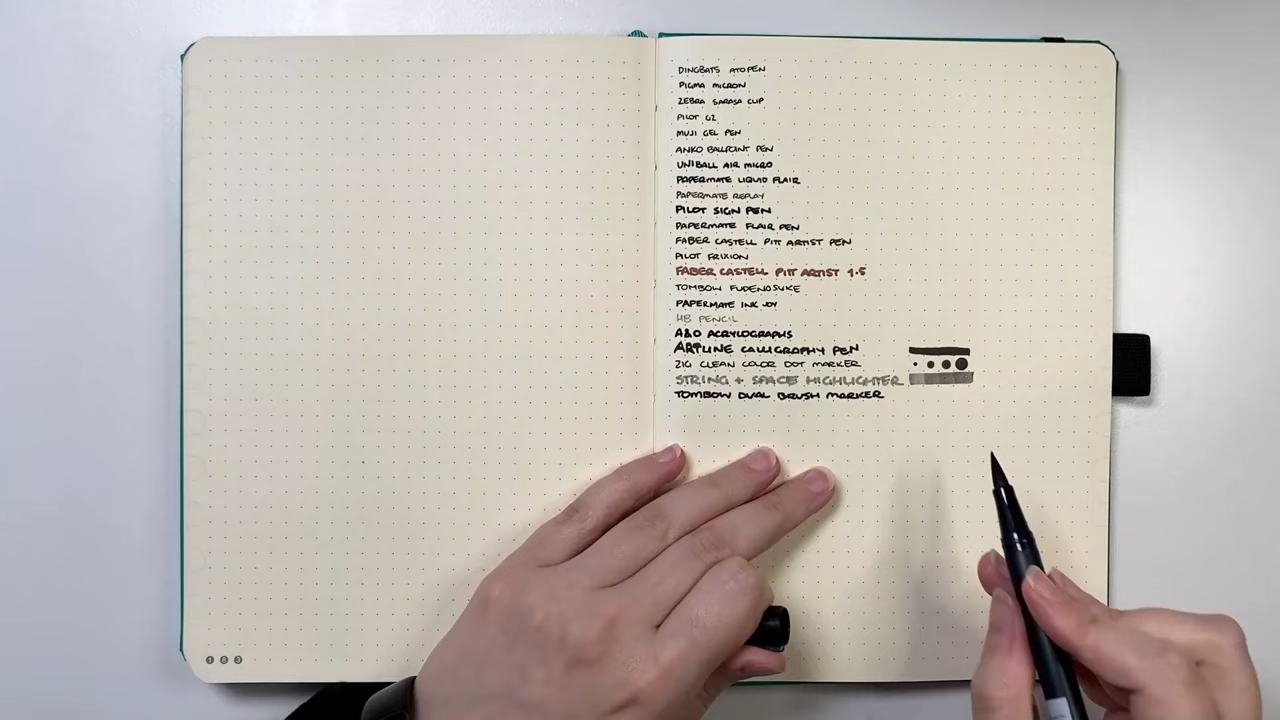 DINGBATS ATOPEN
PIGMA MICRON
ZEBRA SARASA CLIP
PILOT G2
MUJI GEL PEN
ANKO BALLPOINT PEN
UNIBALL AIR MICRO
PAPERMATE LIQUID FLAIR
PAPERMATE REPLAY
PILOT SIGN PEN
PAPERMATE FLAIR PEN
FABER CASTELL PITT ARTIST PEN
PILOT FRIXION
FABER CASTELL PITT ARTIST 1.5
TOMBOW FUDENOSUKE
PAPERMATE INK JOY
HB PENCIL
A&O ACRYLOGRAPHS
ARTLINE CALLIGRAPHY PEN
ZIG CLEAN COLOR DOT MARKER
STRING + SPACE HIGHLIGHTER
TOMBOW DUAL BRUSH MARKER